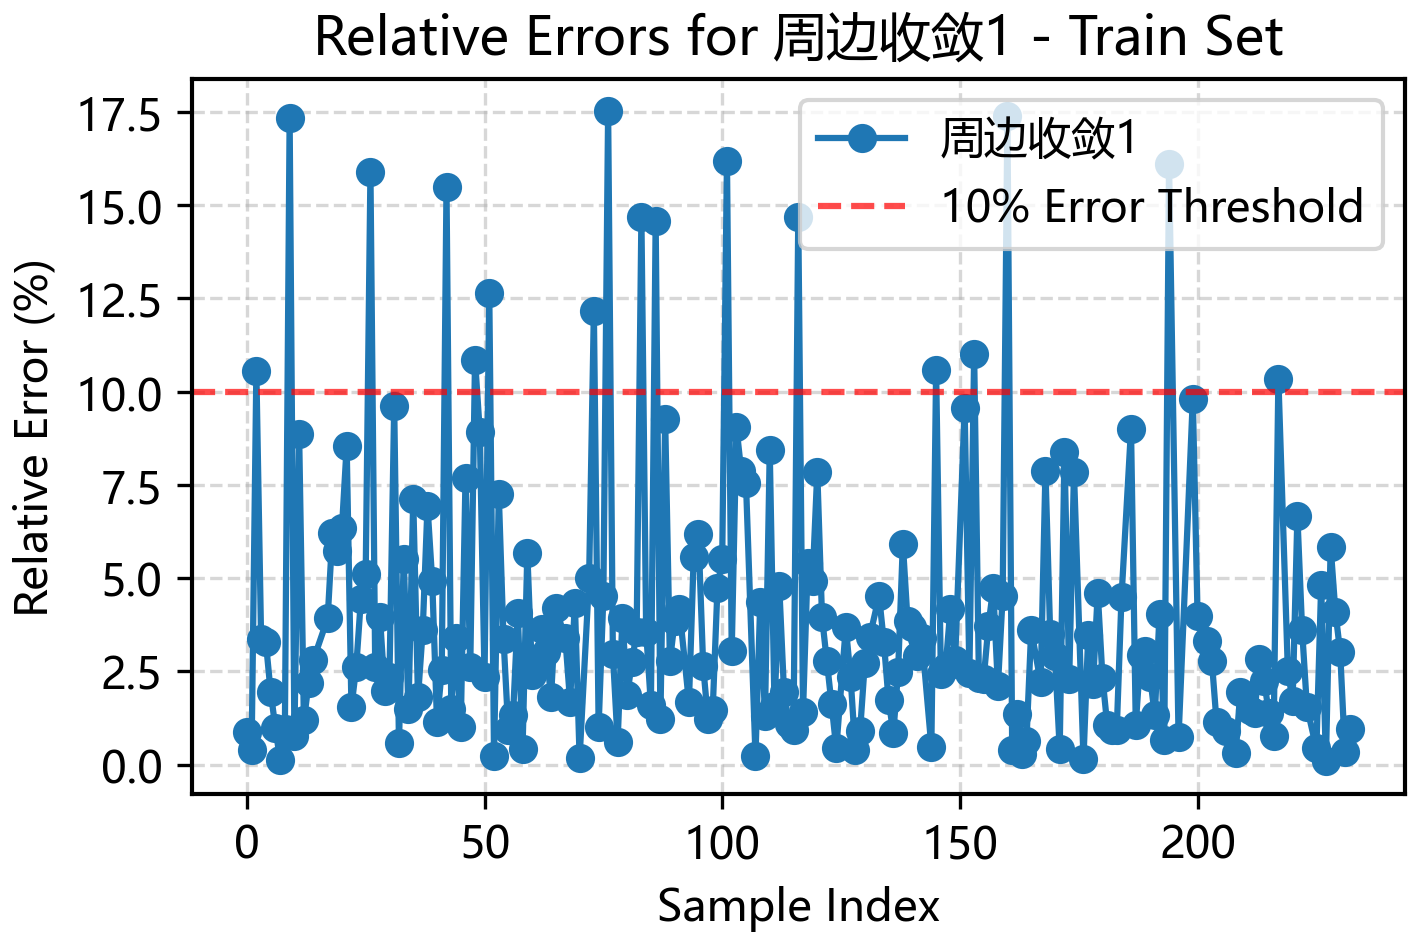 Relative Errors for 周边收敛1 - Train Set
周边收敛1
10% Error Threshold
Relative Error (%)
17.5
15.0
12.5
10.0
7.5
5.0
2.5
0.0
0 50 100 150 200
Sample Index